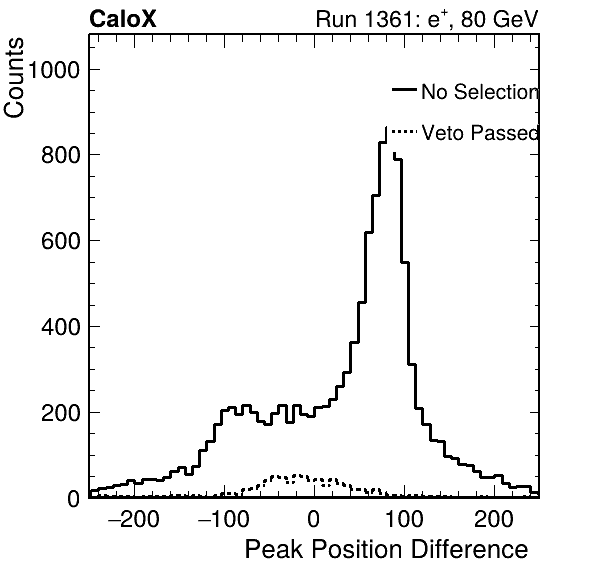 CaloX Run 1361: e⁺, 80 GeV
Counts
1000
800
600
400
200
0
No Selection
Veto Passed
−200 −100 0 100 200
Peak Position Difference